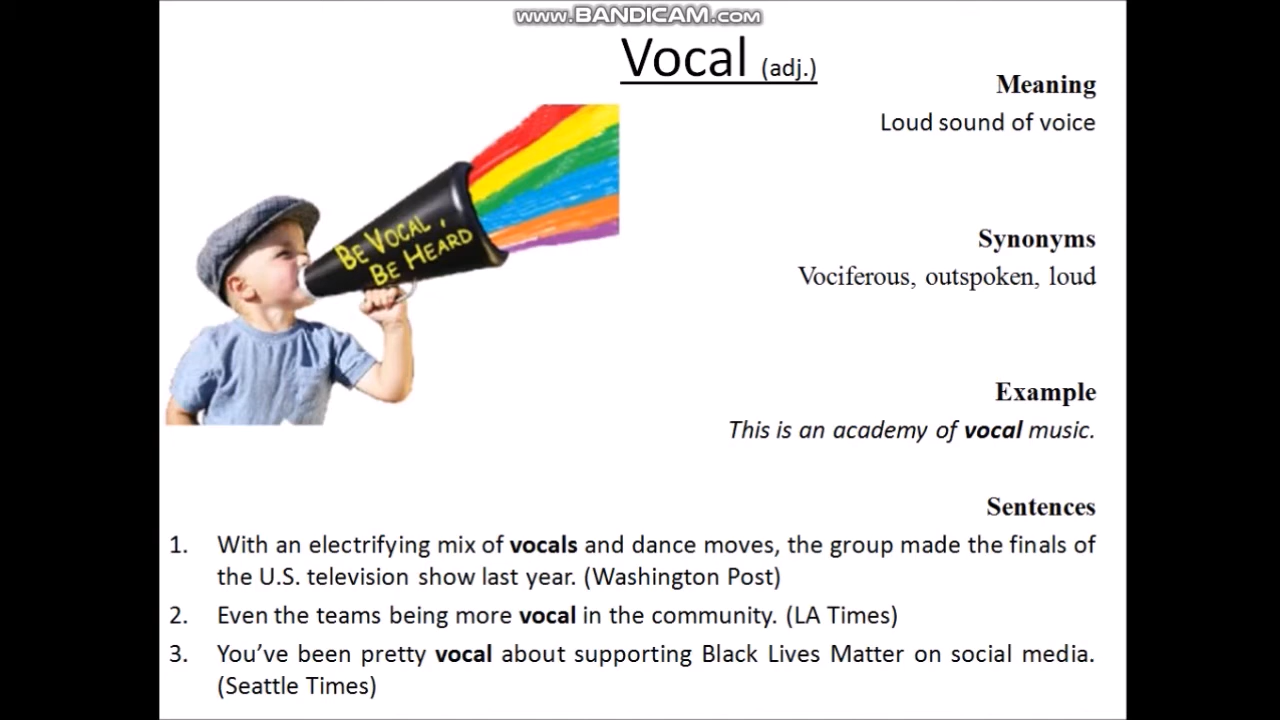 www.BANDICAM.com
Vocal (adj.)
Meaning
Loud sound of voice
BE VOCAL,
BE HEARD
Synonyms
Vociferous, outspoken, loud
Example
This is an academy of vocal music.
Sentences
1. With an electrifying mix of vocals and dance moves, the group made the finals of
the U.S. television show last year. (Washington Post)
2. Even the teams being more vocal in the community. (LA Times)
3. You’ve been pretty vocal about supporting Black Lives Matter on social media.
(Seattle Times)